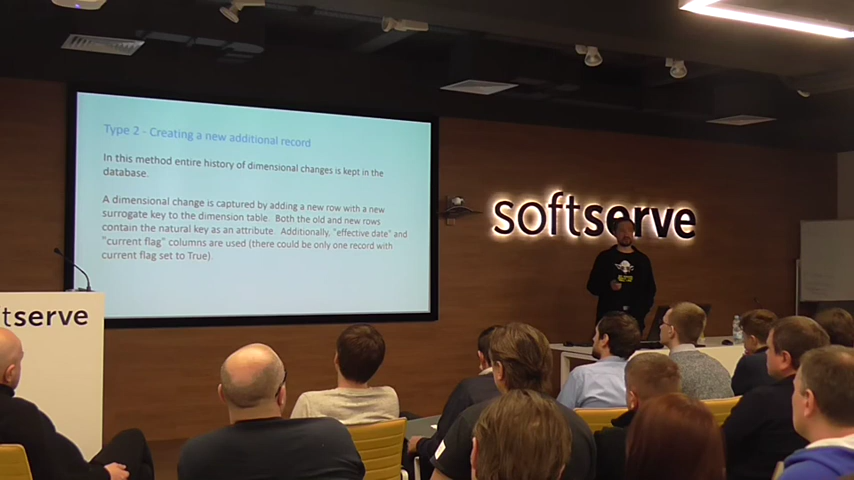 Type 2 - Creating a new additional record
In this method entire history of dimensional changes is kept in the
database.
A dimensional change is captured by adding a new row with a new
surrogate key to the dimension table. Both the old and new rows
contain the natural key as an attribute. Additionally, "effective date" and
"current flag" columns are used (there could be only one record with
current flag set to True).
softserve
tserve